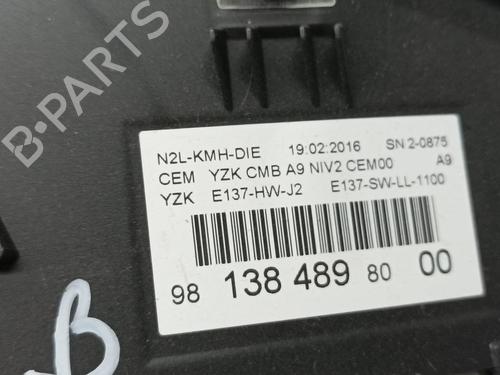 B-PARTS
N2L-KMH-DIE 19:02:2016 SN 2-0875
CEM YZK CMB A9 NIV2 CEM00 A9
YZK E137-HW-J2 E137-SW-LL-1100
98 138 489 80 00
B